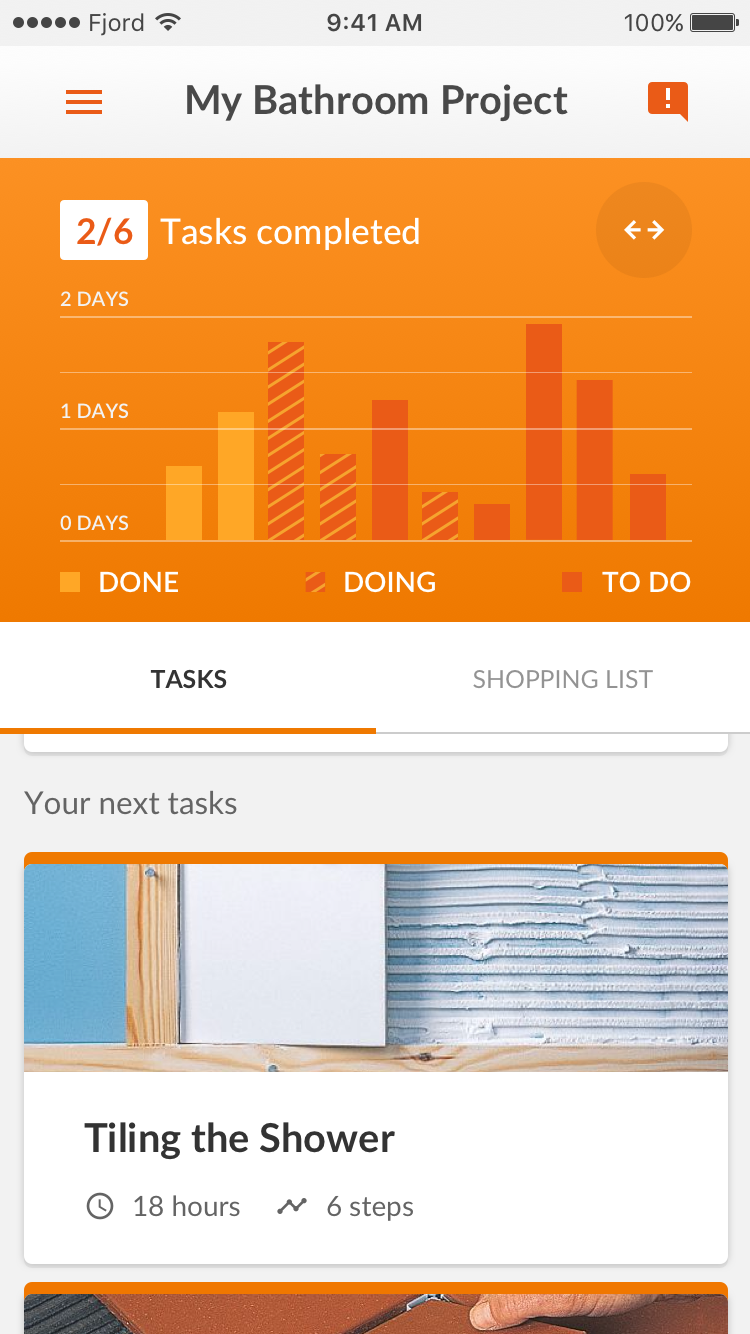 Fjord 9:41 AM 100%
My Bathroom Project
2/6 Tasks completed
2 DAYS
1 DAYS
0 DAYS
DONE DOING TO DO
TASKS SHOPPING LIST
Your next tasks
Tiling the Shower
18 hours 6 steps